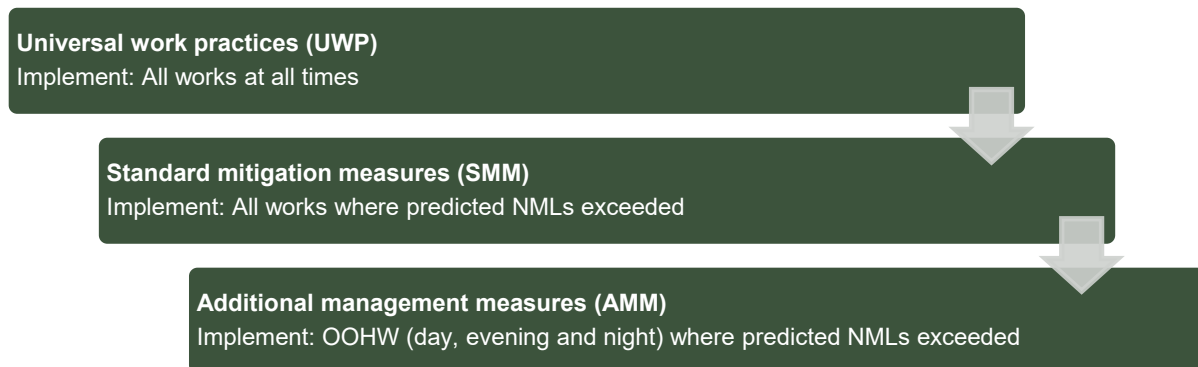 Universal work practices (UWP)
Implement: All works at all times
Standard mitigation measures (SMM)
Implement: All works where predicted NMLs exceeded
Additional management measures (AMM)
Implement: OOHW (day, evening and night) where predicted NMLs exceeded